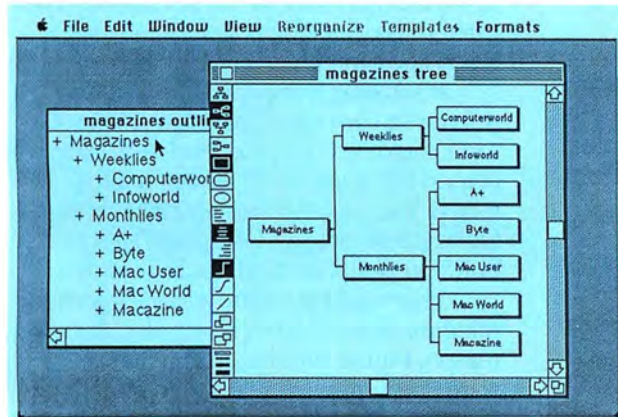 File Edit Window View Reorganize Templates Formats
magazines outli
+ Magazines
+ Weeklies
+ Computerwor
+ Infoworld
+ Monthlies
+ A+
+ Byte
+ Mac User
+ Mac World
+ Macazine
magazines tree
Magazines
Weeklies
Monthlies
Computerworld
Infoworld
A+
Byte
Mac User
Mac World
Macazine